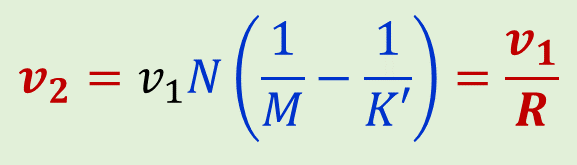 v₂ = v₁N(1/M − 1/K′) = v₁/R